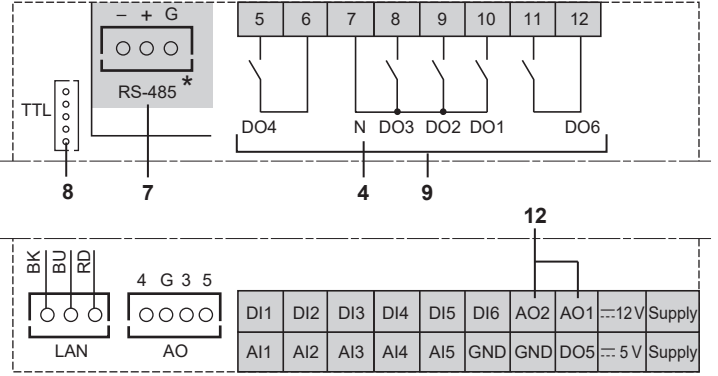 – + G
5 6 7 8 9 10 11 12
RS-485 *
TTL
DO4 N DO3 DO2 DO1 DO6
8 7 4 9
12
BK BU RD
4 G 3 5
LAN AO
DI1 DI2 DI3 DI4 DI5 DI6 AO2 AO1 ⎓12 V Supply
AI1 AI2 AI3 AI4 AI5 GND GND DO5 ⎓ 5 V Supply